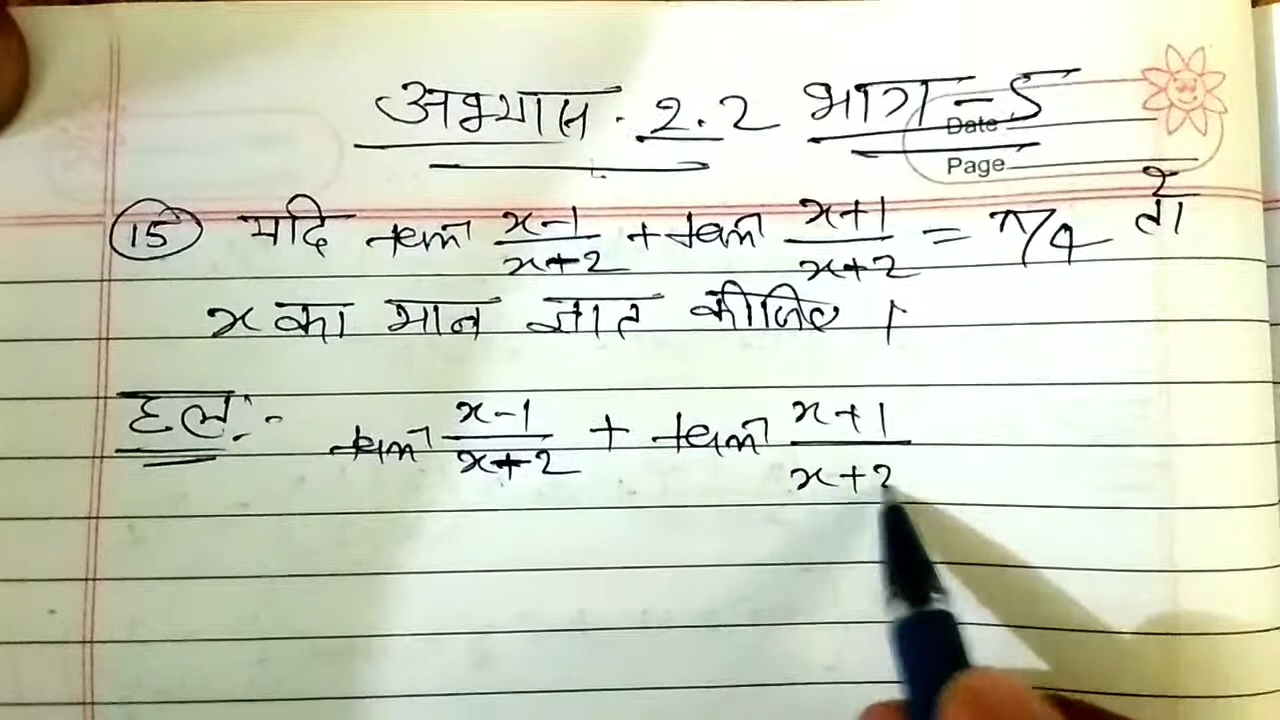 अभ्यास. 2.2 भाग-5
Date
Page
15 यदि tan⁻¹ x-1/x+2 + tan⁻¹ x+1/x+2 = π/4 तो
x का मान ज्ञात कीजिए ।
हल:- tan⁻¹ x-1/x+2 + tan⁻¹ x+1/x+2